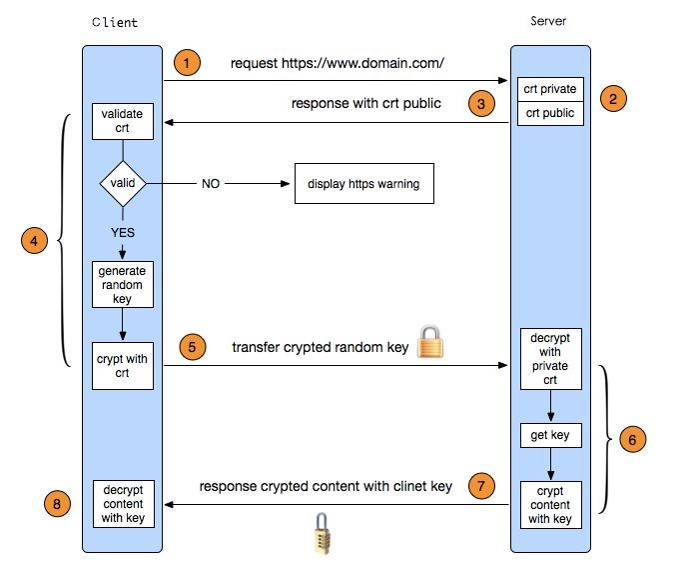 Client
Server
1
request https://www.domain.com/
crt private
2
response with crt public
3
crt public
validate
crt
valid
NO
display https warning
4
YES
generate
random
key
5
transfer crypted random key
decrypt
with
private
crt
crypt with
crt
get key
6
response crypted content with clinet key
7
8
decrypt
content
with key
crypt
content
with key